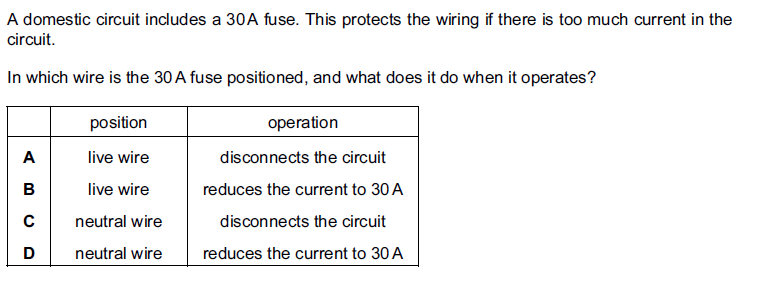 A domestic circuit includes a 30 A fuse. This protects the wiring if there is too much current in the
circuit.
In which wire is the 30 A fuse positioned, and what does it do when it operates?
position operation
A live wire disconnects the circuit
B live wire reduces the current to 30 A
C neutral wire disconnects the circuit
D neutral wire reduces the current to 30 A